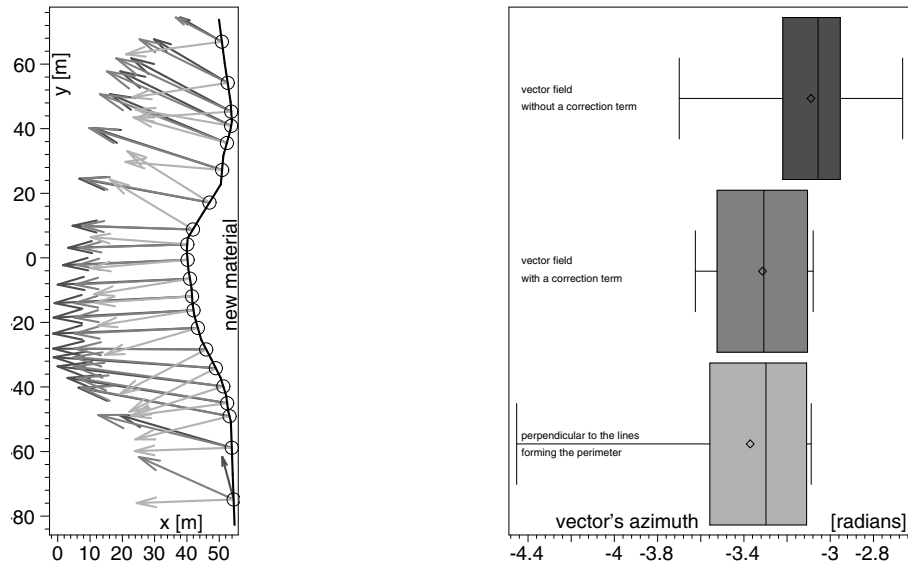 60
40
20
0
20
40
60
80
y [m]
new material
x [m]
0 10 20 30 40 50
vector field
without a correction term
vector field
with a correction term
perpendicular to the lines
forming the perimeter
vector's azimuth [radians]
-4.4 -4 -3.8 -3.4 -3 -2.8